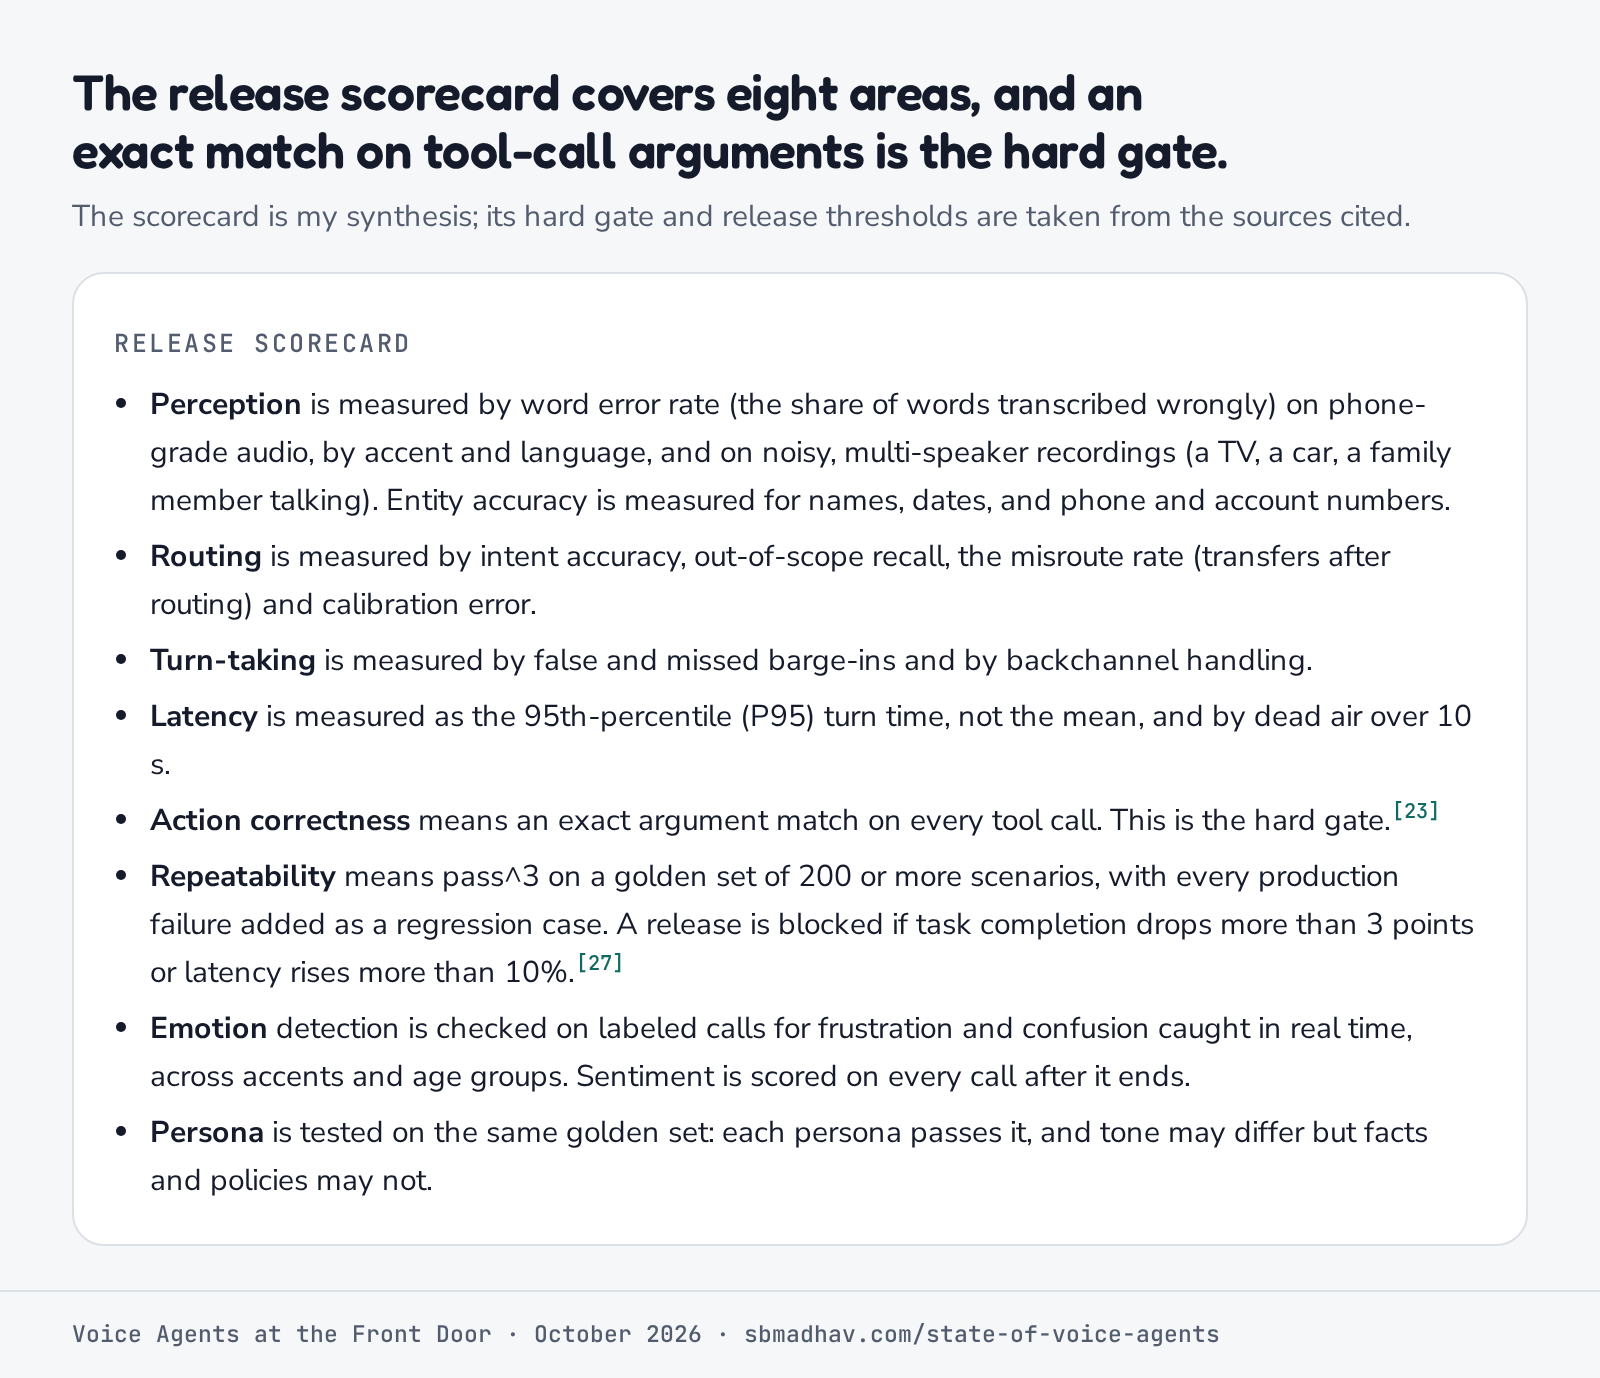 The release scorecard covers eight areas, and an
exact match on tool-call arguments is the hard gate.
The scorecard is my synthesis; its hard gate and release thresholds are taken from the sources cited.
RELEASE SCORECARD
• Perception is measured by word error rate (the share of words transcribed wrongly) on phone-
grade audio, by accent and language, and on noisy, multi-speaker recordings (a TV, a car, a family
member talking). Entity accuracy is measured for names, dates, and phone and account numbers.
• Routing is measured by intent accuracy, out-of-scope recall, the misroute rate (transfers after
routing) and calibration error.
• Turn-taking is measured by false and missed barge-ins and by backchannel handling.
• Latency is measured as the 95th-percentile (P95) turn time, not the mean, and by dead air over 10
s.
• Action correctness means an exact argument match on every tool call. This is the hard gate.[23]
• Repeatability means pass^3 on a golden set of 200 or more scenarios, with every production
failure added as a regression case. A release is blocked if task completion drops more than 3 points
or latency rises more than 10%.[27]
• Emotion detection is checked on labeled calls for frustration and confusion caught in real time,
across accents and age groups. Sentiment is scored on every call after it ends.
• Persona is tested on the same golden set: each persona passes it, and tone may differ but facts
and policies may not.
Voice Agents at the Front Door · October 2026 · sbmadhav.com/state-of-voice-agents